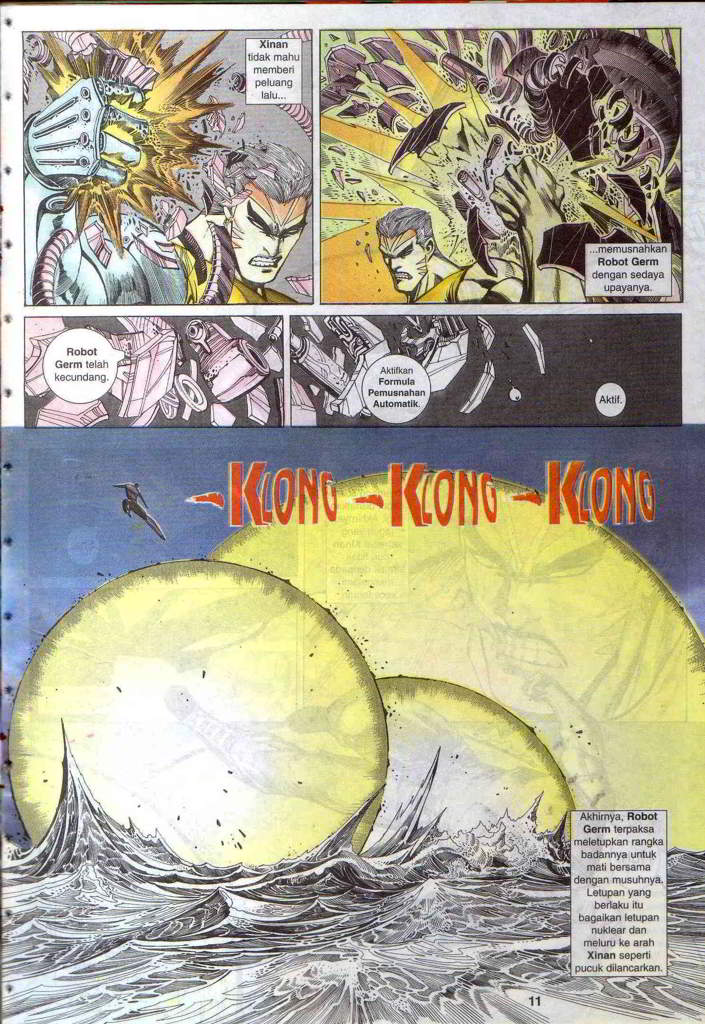 Xinan
tidak mahu
memberi
peluang
lalu...
...memusnahkan
Robot Germ
dengan sedaya
upayanya.
Robot
Germ telah
kecundang.
Aktifkan
Formula
Pemusnahan
Automatik.
Aktif.
~KLONG ~KLONG ~KLONG
Akhirnya, Robot
Germ terpaksa
meletupkan rangka
badannya untuk
mati bersama
dengan musuhnya.
Letupan yang
berlaku itu
bagaikan letupan
nuklear dan
meluru ke arah
Xinan seperti
pucuk dilancarkan.
11